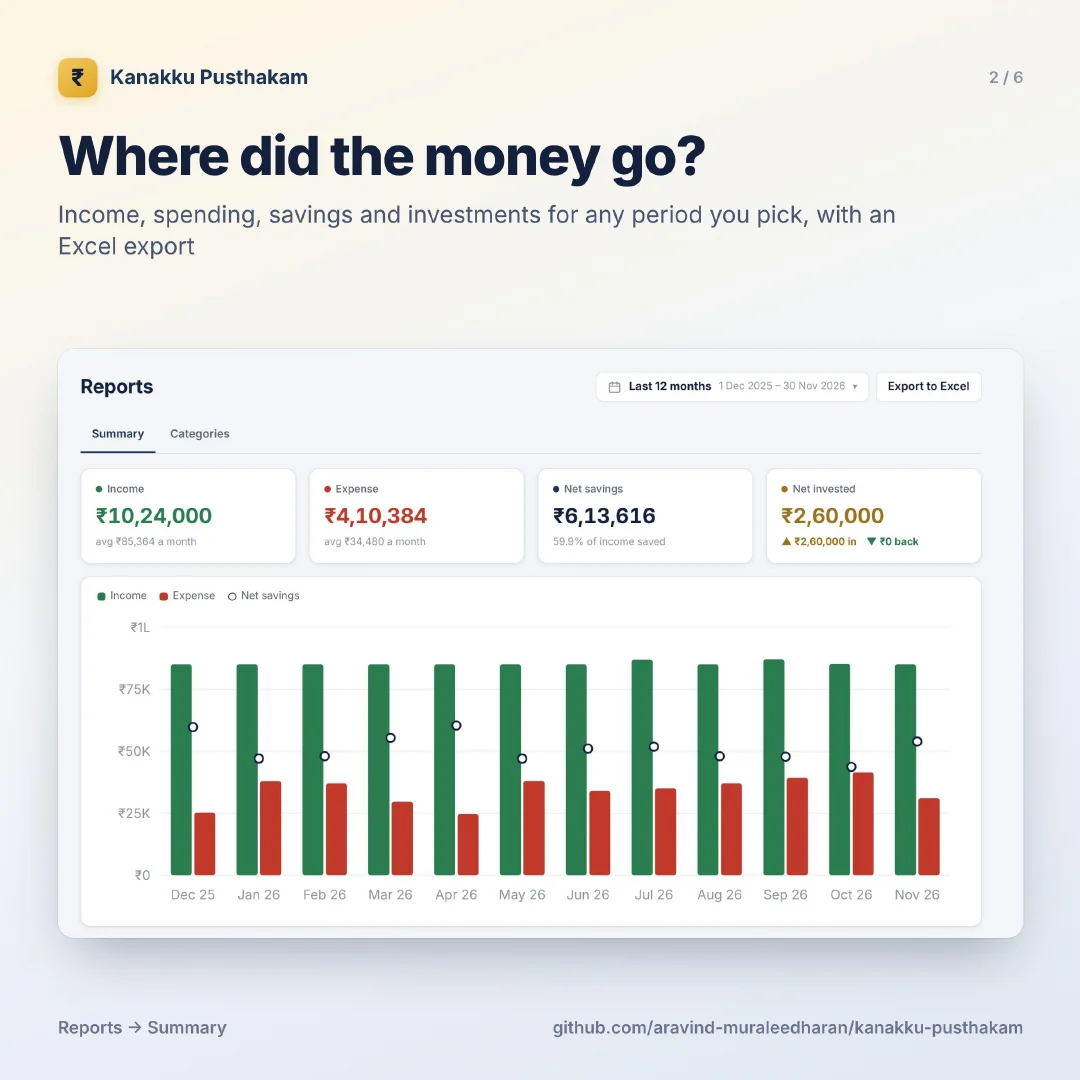 ₹ Kanakku Pusthakam
2 / 6
Where did the money go?
Income, spending, savings and investments for any period you pick, with an
Excel export
Reports
Last 12 months 1 Dec 2025 – 30 Nov 2026 ▾
Export to Excel
Summary Categories
Income
₹10,24,000
avg ₹85,364 a month
Expense
₹4,10,384
avg ₹34,480 a month
Net savings
₹6,13,616
59.9% of income saved
Net invested
₹2,60,000
▲ ₹2,60,000 in ▼ ₹0 back
Income Expense Net savings
₹1L
₹75K
₹50K
₹25K
₹0
Dec 25 Jan 26 Feb 26 Mar 26 Apr 26 May 26 Jun 26 Jul 26 Aug 26 Sep 26 Oct 26 Nov 26
Reports → Summary
github.com/aravind-muraleedharan/kanakku-pusthakam